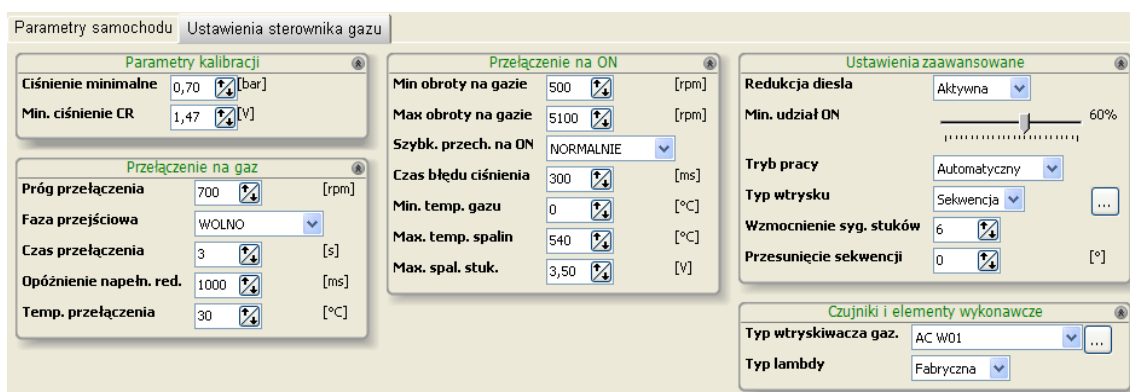 Parametry samochodu Ustawienia sterownika gazu
Parametry kalibracji
Ciśnienie minimalne 0,70 [bar]
Min. ciśnienie CR 1,47 [V]
Przełączenie na gaz
Próg przełączenia 700 [rpm]
Faza przejściowa WOLNO
Czas przełączenia 3 [s]
Opóźnienie napełn. red. 1000 [ms]
Temp. przełączenia 30 [°C]
Przełączenie na ON
Min obroty na gazie 500 [rpm]
Max obroty na gazie 5100 [rpm]
Szybk. przech. na ON NORMALNIE
Czas błędu ciśnienia 300 [ms]
Min. temp. gazu 0 [°C]
Max. temp. spalin 540 [°C]
Max. spal. stuk. 3,50 [V]
Ustawienia zaawansowane
Redukcja diesla Aktywna
Min. udział ON 60%
Tryb pracy Automatyczny
Typ wtrysku Sekwencja ...
Wzmocnienie syg. stuków 6
Przesunięcie sekwencji 0 [°]
Czujniki i elementy wykonawcze
Typ wtryskiwacza gaz. AC W01 ...
Typ lambdy Fabryczna